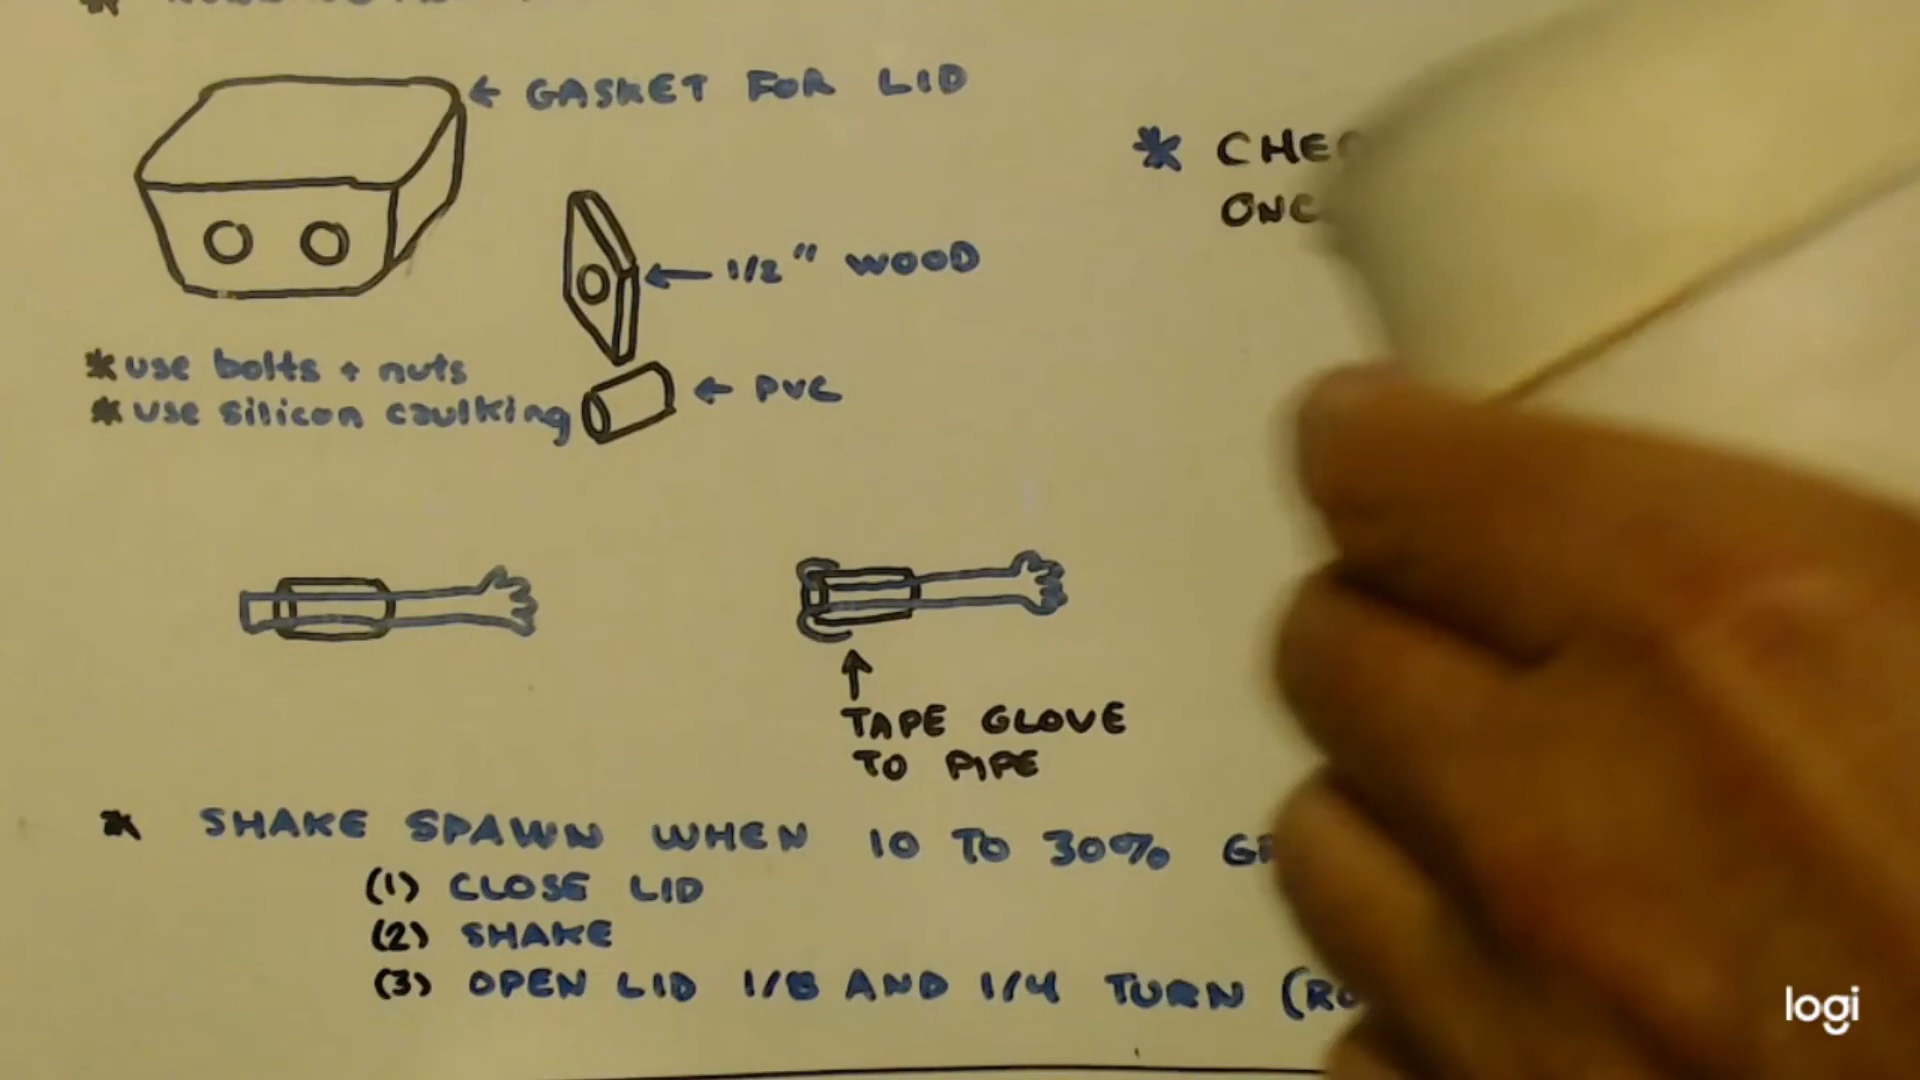 * GASKET FOR LID
1/2" WOOD
* use bolts + nuts
* use silicon caulking
PVC
TAPE GLOVE
TO PIPE
* SHAKE SPAWN WHEN 10 TO 30%
(1) CLOSE LID
(2) SHAKE
(3) OPEN LID 1/8 AND 1/4 TURN
logi